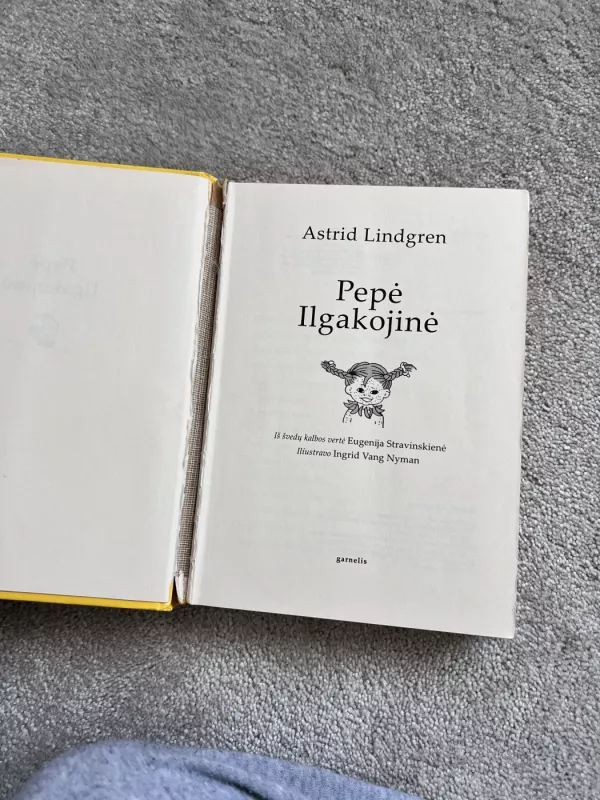 Astrid Lindgren
Pepė
Ilgakojinė
Iš švedų kalbos vertė Eugenija Stravinskienė
Iliustravo Ingrid Vang Nyman
garnelis